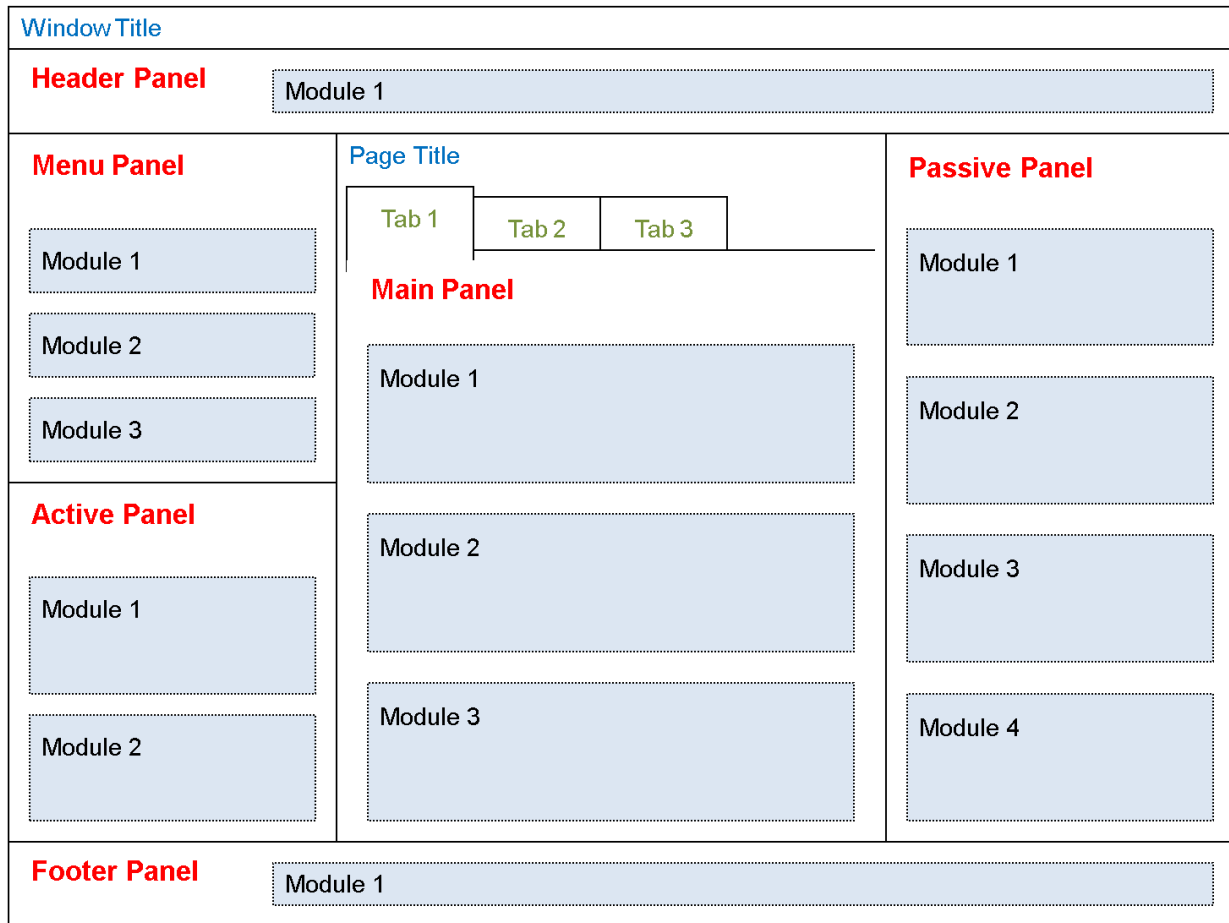 Window Title
Header Panel
Module 1
Menu Panel
Module 1
Module 2
Module 3
Active Panel
Module 1
Module 2
Page Title
Tab 1
Tab 2
Tab 3
Main Panel
Module 1
Module 2
Module 3
Passive Panel
Module 1
Module 2
Module 3
Module 4
Footer Panel
Module 1